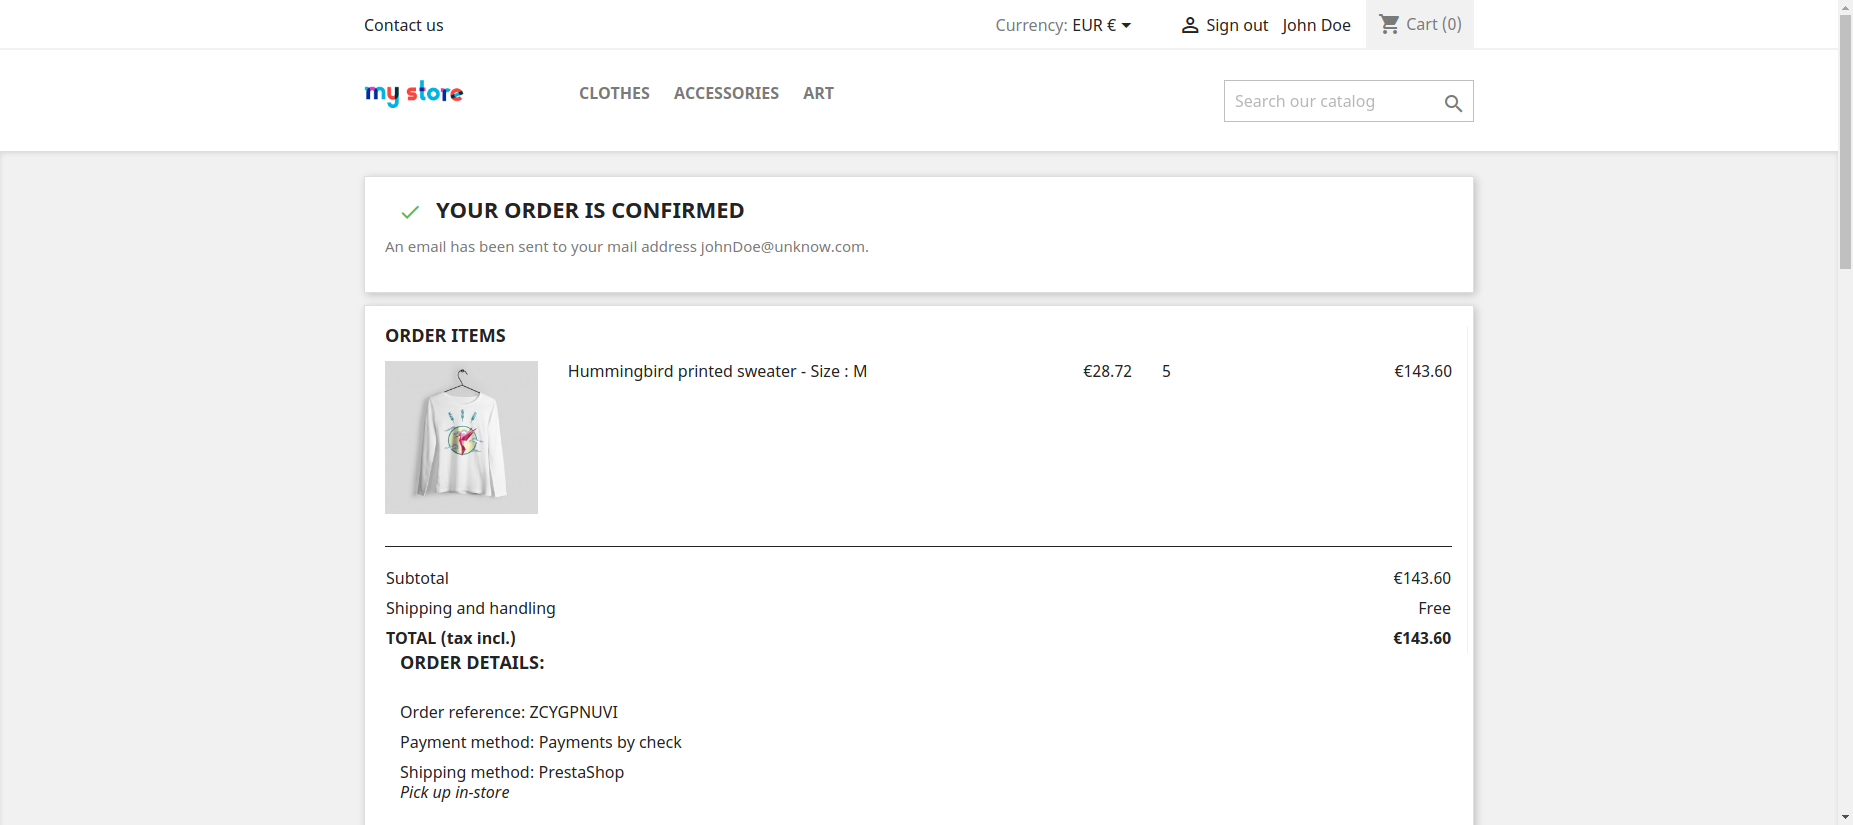 Contact us
Currency: EUR €
Sign out
John Doe
Cart (0)
my store
CLOTHES
ACCESSORIES
ART
Search our catalog
YOUR ORDER IS CONFIRMED
An email has been sent to your mail address johnDoe@unknow.com.
ORDER ITEMS
Hummingbird printed sweater - Size : M €28.72 5 €143.60
Subtotal €143.60
Shipping and handling Free
TOTAL (tax incl.) €143.60
ORDER DETAILS:
Order reference: ZCYGPNUVI
Payment method: Payments by check
Shipping method: PrestaShop
Pick up in-store